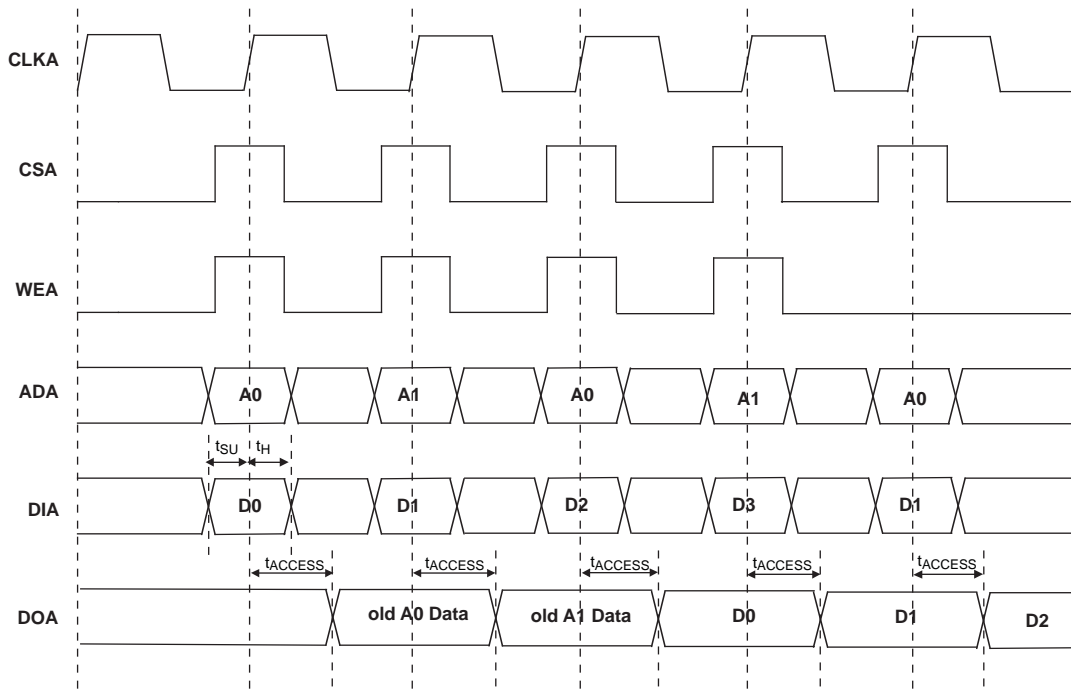 CLKA
CSA
WEA
ADA A0 A1 A0 A1 A0
tSU tH
DIA D0 D1 D2 D3 D1
tACCESS tACCESS tACCESS tACCESS tACCESS
DOA old A0 Data old A1 Data D0 D1 D2